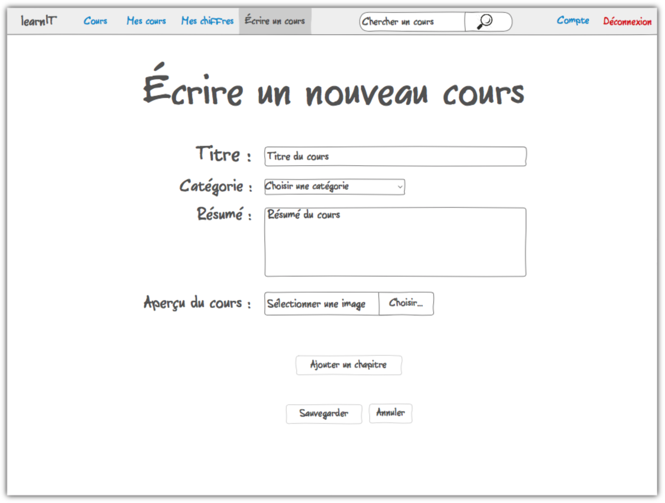 learnIT Cours Mes cours Mes chiffres Écrire un cours Chercher un cours Compte Déconnexion
Écrire un nouveau cours
Titre : Titre du cours
Catégorie : Choisir une catégorie
Résumé : Résumé du cours
Aperçu du cours : Sélectionner une image Choisir...
Ajouter un chapitre
Sauvegarder Annuler